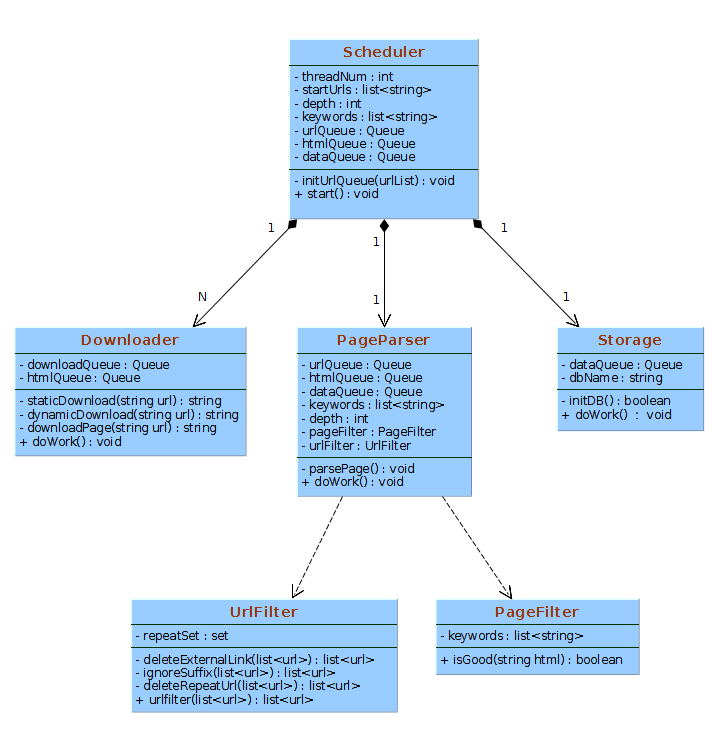 Scheduler
- threadNum : int
- startUrls : list<string>
- depth : int
- keywords : list<string>
- urlQueue : Queue
- htmlQueue : Queue
- dataQueue : Queue
- initUrlQueue(urlList) : void
+ start() : void
1
1
1
N
1
1
Downloader
- downloadQueue : Queue
- htmlQueue : Queue
- staticDownload(string url) : string
- dynamicDownload(string url) : string
- downloadPage(string url) : string
+ doWork() : void
PageParser
- urlQueue : Queue
- htmlQueue : Queue
- dataQueue : Queue
- keywords : list<string>
- depth : int
- pageFilter : PageFilter
- urlFilter : UrlFilter
- parsePage() : void
+ doWork() : void
Storage
- dataQueue : Queue
- dbName : string
- initDB() : boolean
+ doWork() : void
UrlFilter
- repeatSet : set
- deleteExternalLink(list<url>) : list<url>
- ignoreSuffix(list<url>) : list<url>
- deleteRepeatUrl(list<url>) : list<url>
+ urlfilter(list<url>) : list<url>
PageFilter
- keywords : list<string>
+ isGood(string html) : boolean